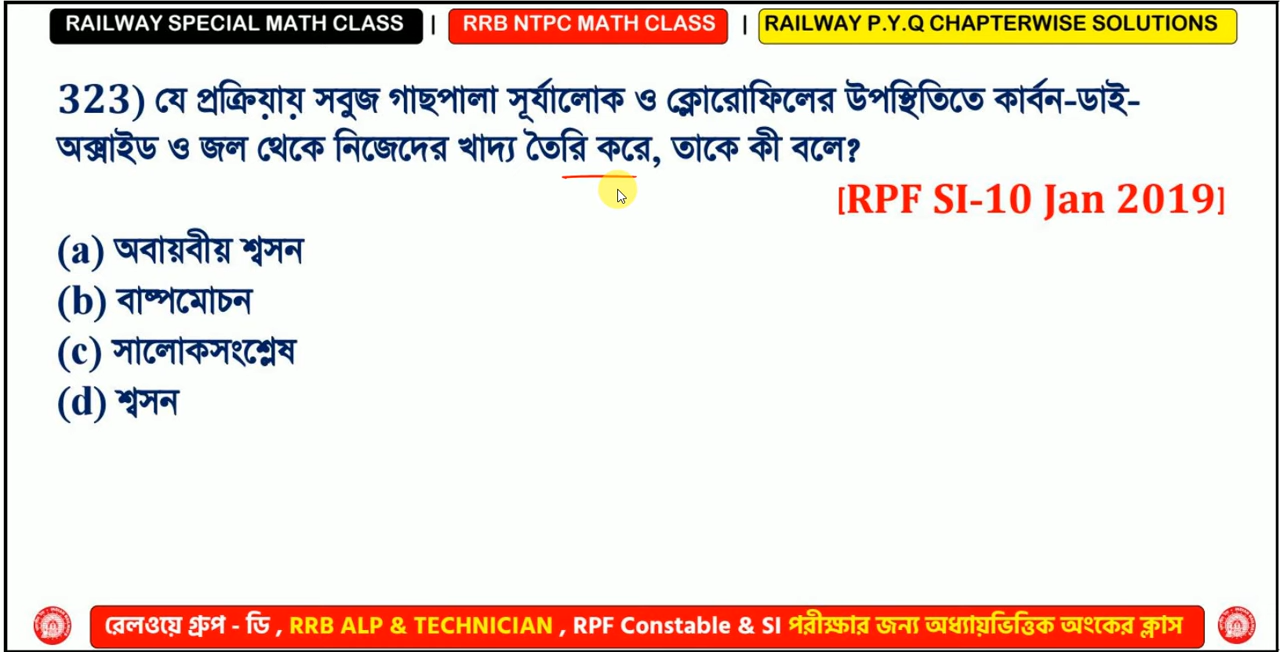 RAILWAY SPECIAL MATH CLASS | RRB NTPC MATH CLASS | RAILWAY P.Y.Q CHAPTERWISE SOLUTIONS
323) যে প্রক্রিয়ায় সবুজ গাছপালা সূর্যালোক ও ক্লোরোফিলের উপস্থিতিতে কার্বন-ডাই-
অক্সাইড ও জল থেকে নিজেদের খাদ্য তৈরি করে, তাকে কী বলে?
[RPF SI-10 Jan 2019]
(a) অবায়বীয় শ্বসন
(b) বাষ্পমোচন
(c) সালোকসংশ্লেষ
(d) শ্বসন
রেলওয়ে গ্রুপ - ডি , RRB ALP & TECHNICIAN , RPF Constable & SI পরীক্ষার জন্য অধ্যায়ভিত্তিক অংকের ক্লাস